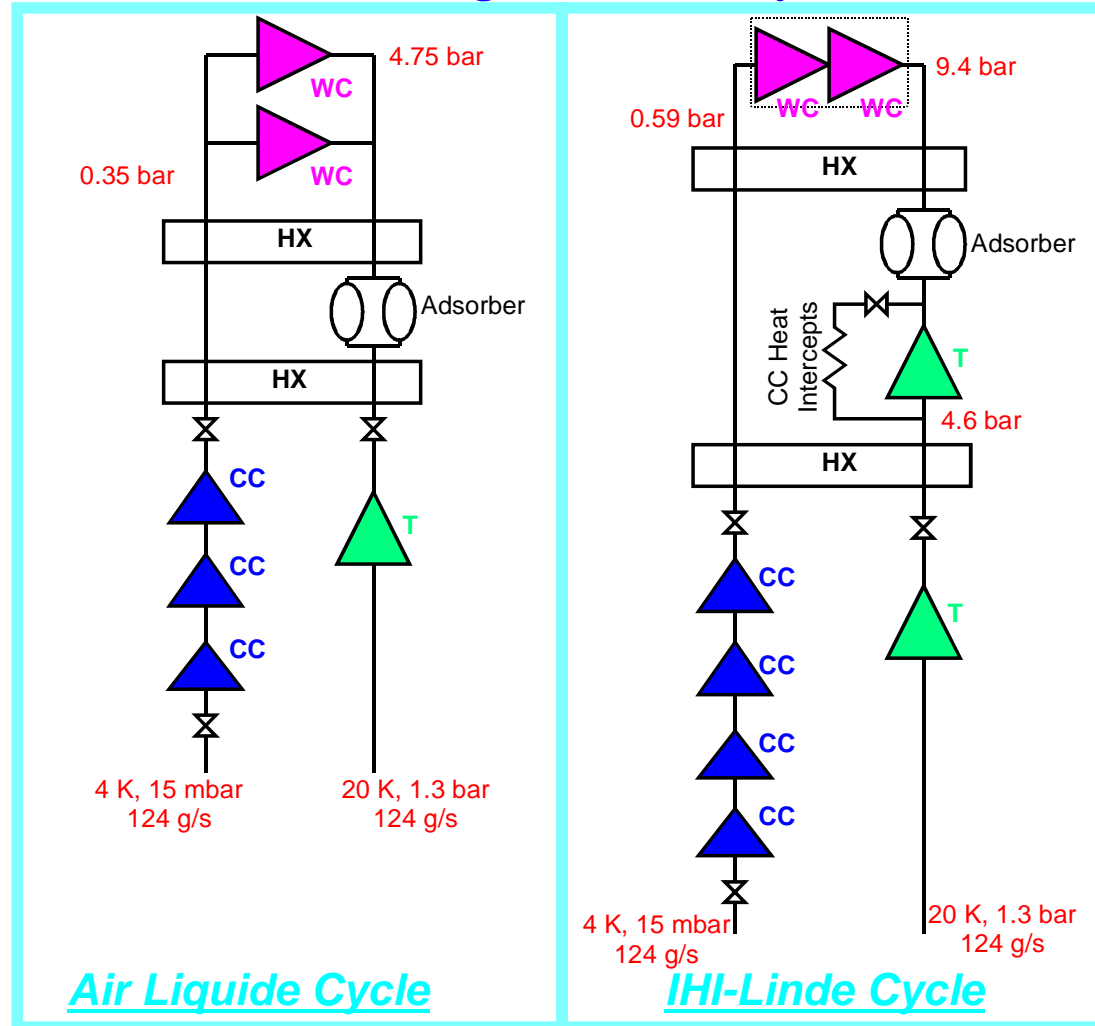 4.75 bar
WC
WC
0.35 bar
HX
Adsorber
HX
CC
T
CC
CC
4 K, 15 mbar
124 g/s
20 K, 1.3 bar
124 g/s
Air Liquide Cycle
9.4 bar
WC
WC
0.59 bar
HX
Adsorber
CC Heat
Intercepts
T
4.6 bar
HX
CC
T
CC
CC
CC
4 K, 15 mbar
124 g/s
20 K, 1.3 bar
124 g/s
IHI-Linde Cycle